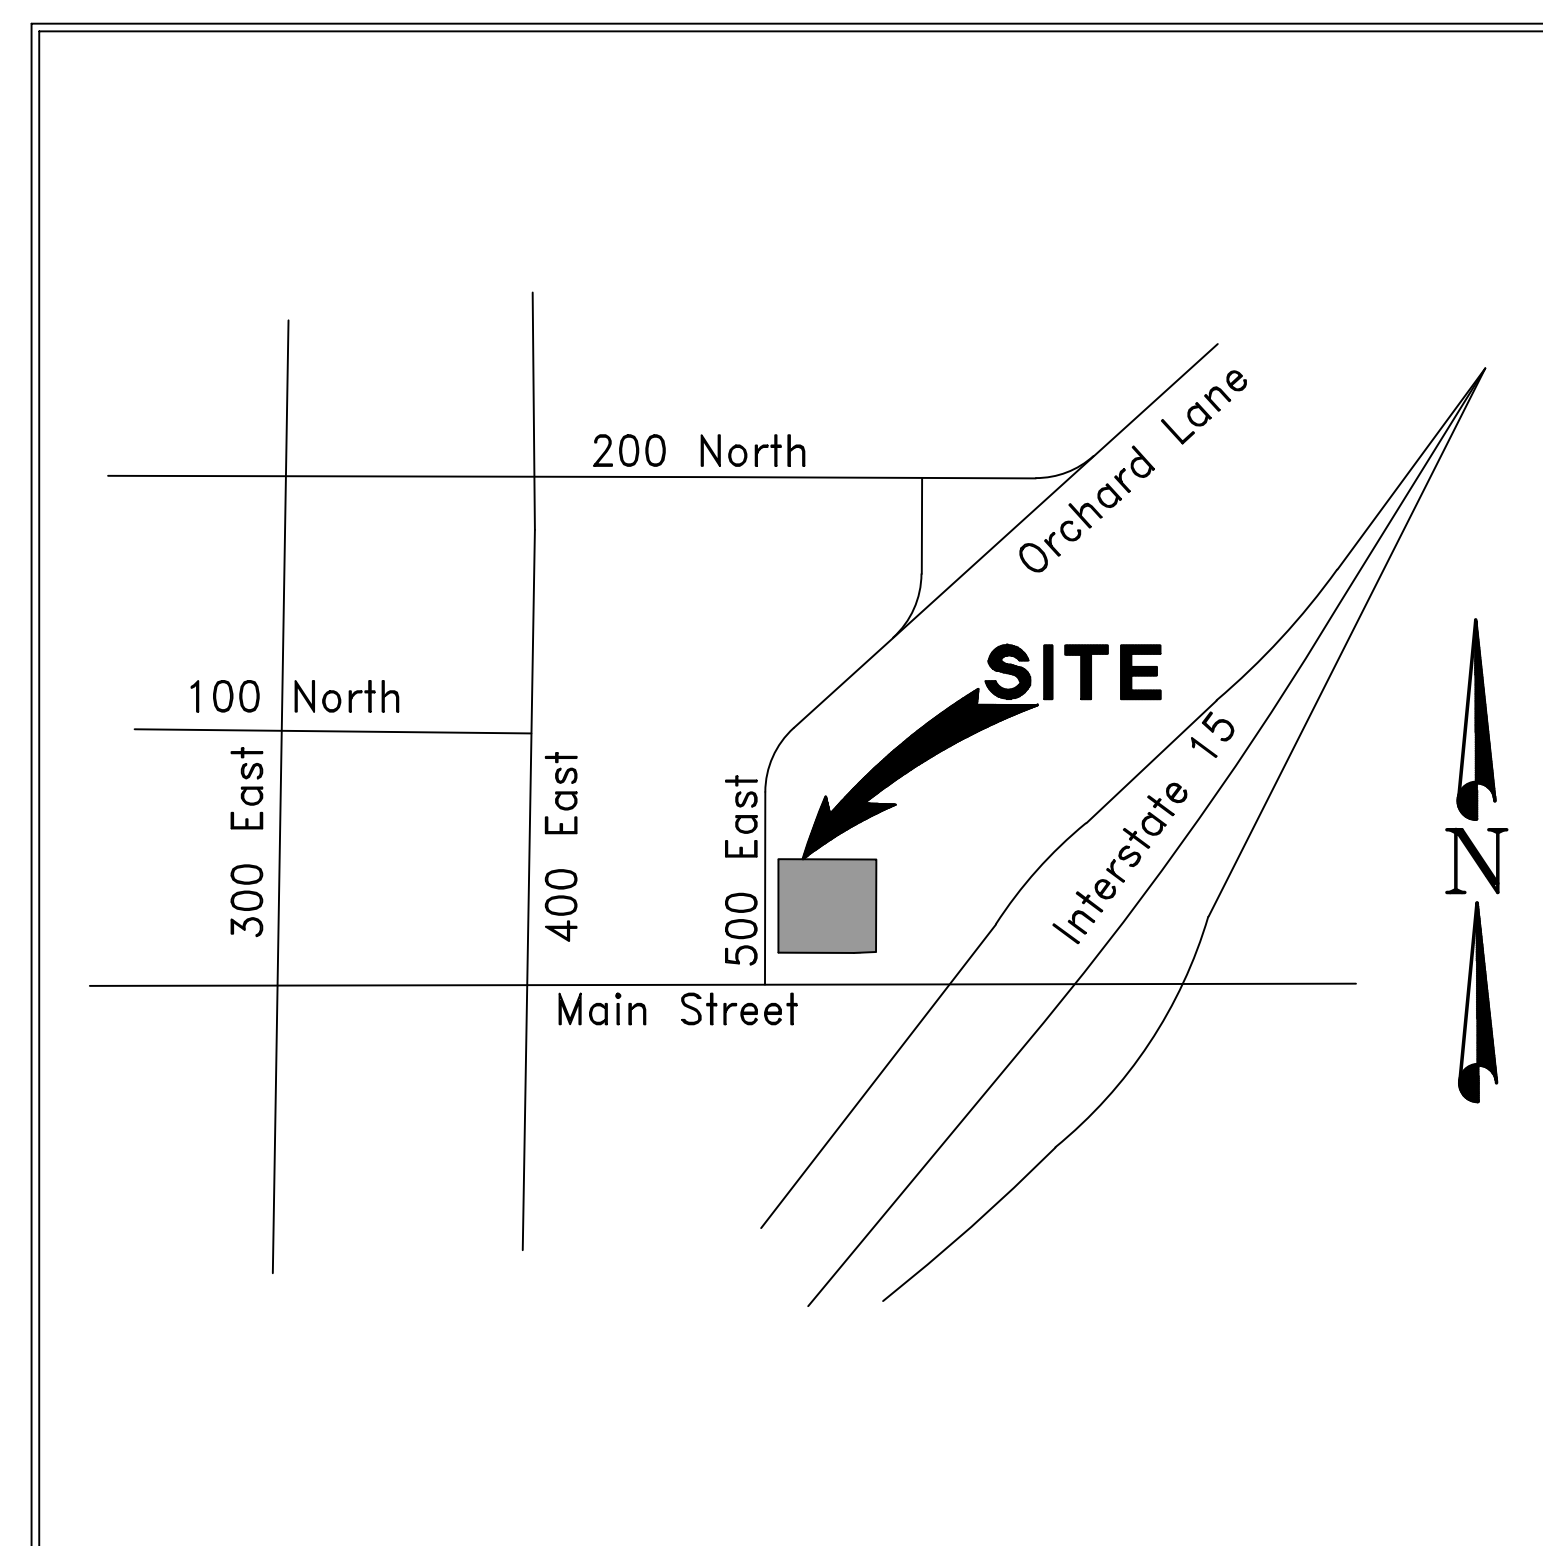 200 North
Orchard Lane
SITE
100 North
300 East
400 East
500 East
Interstate 15
N
Main Street